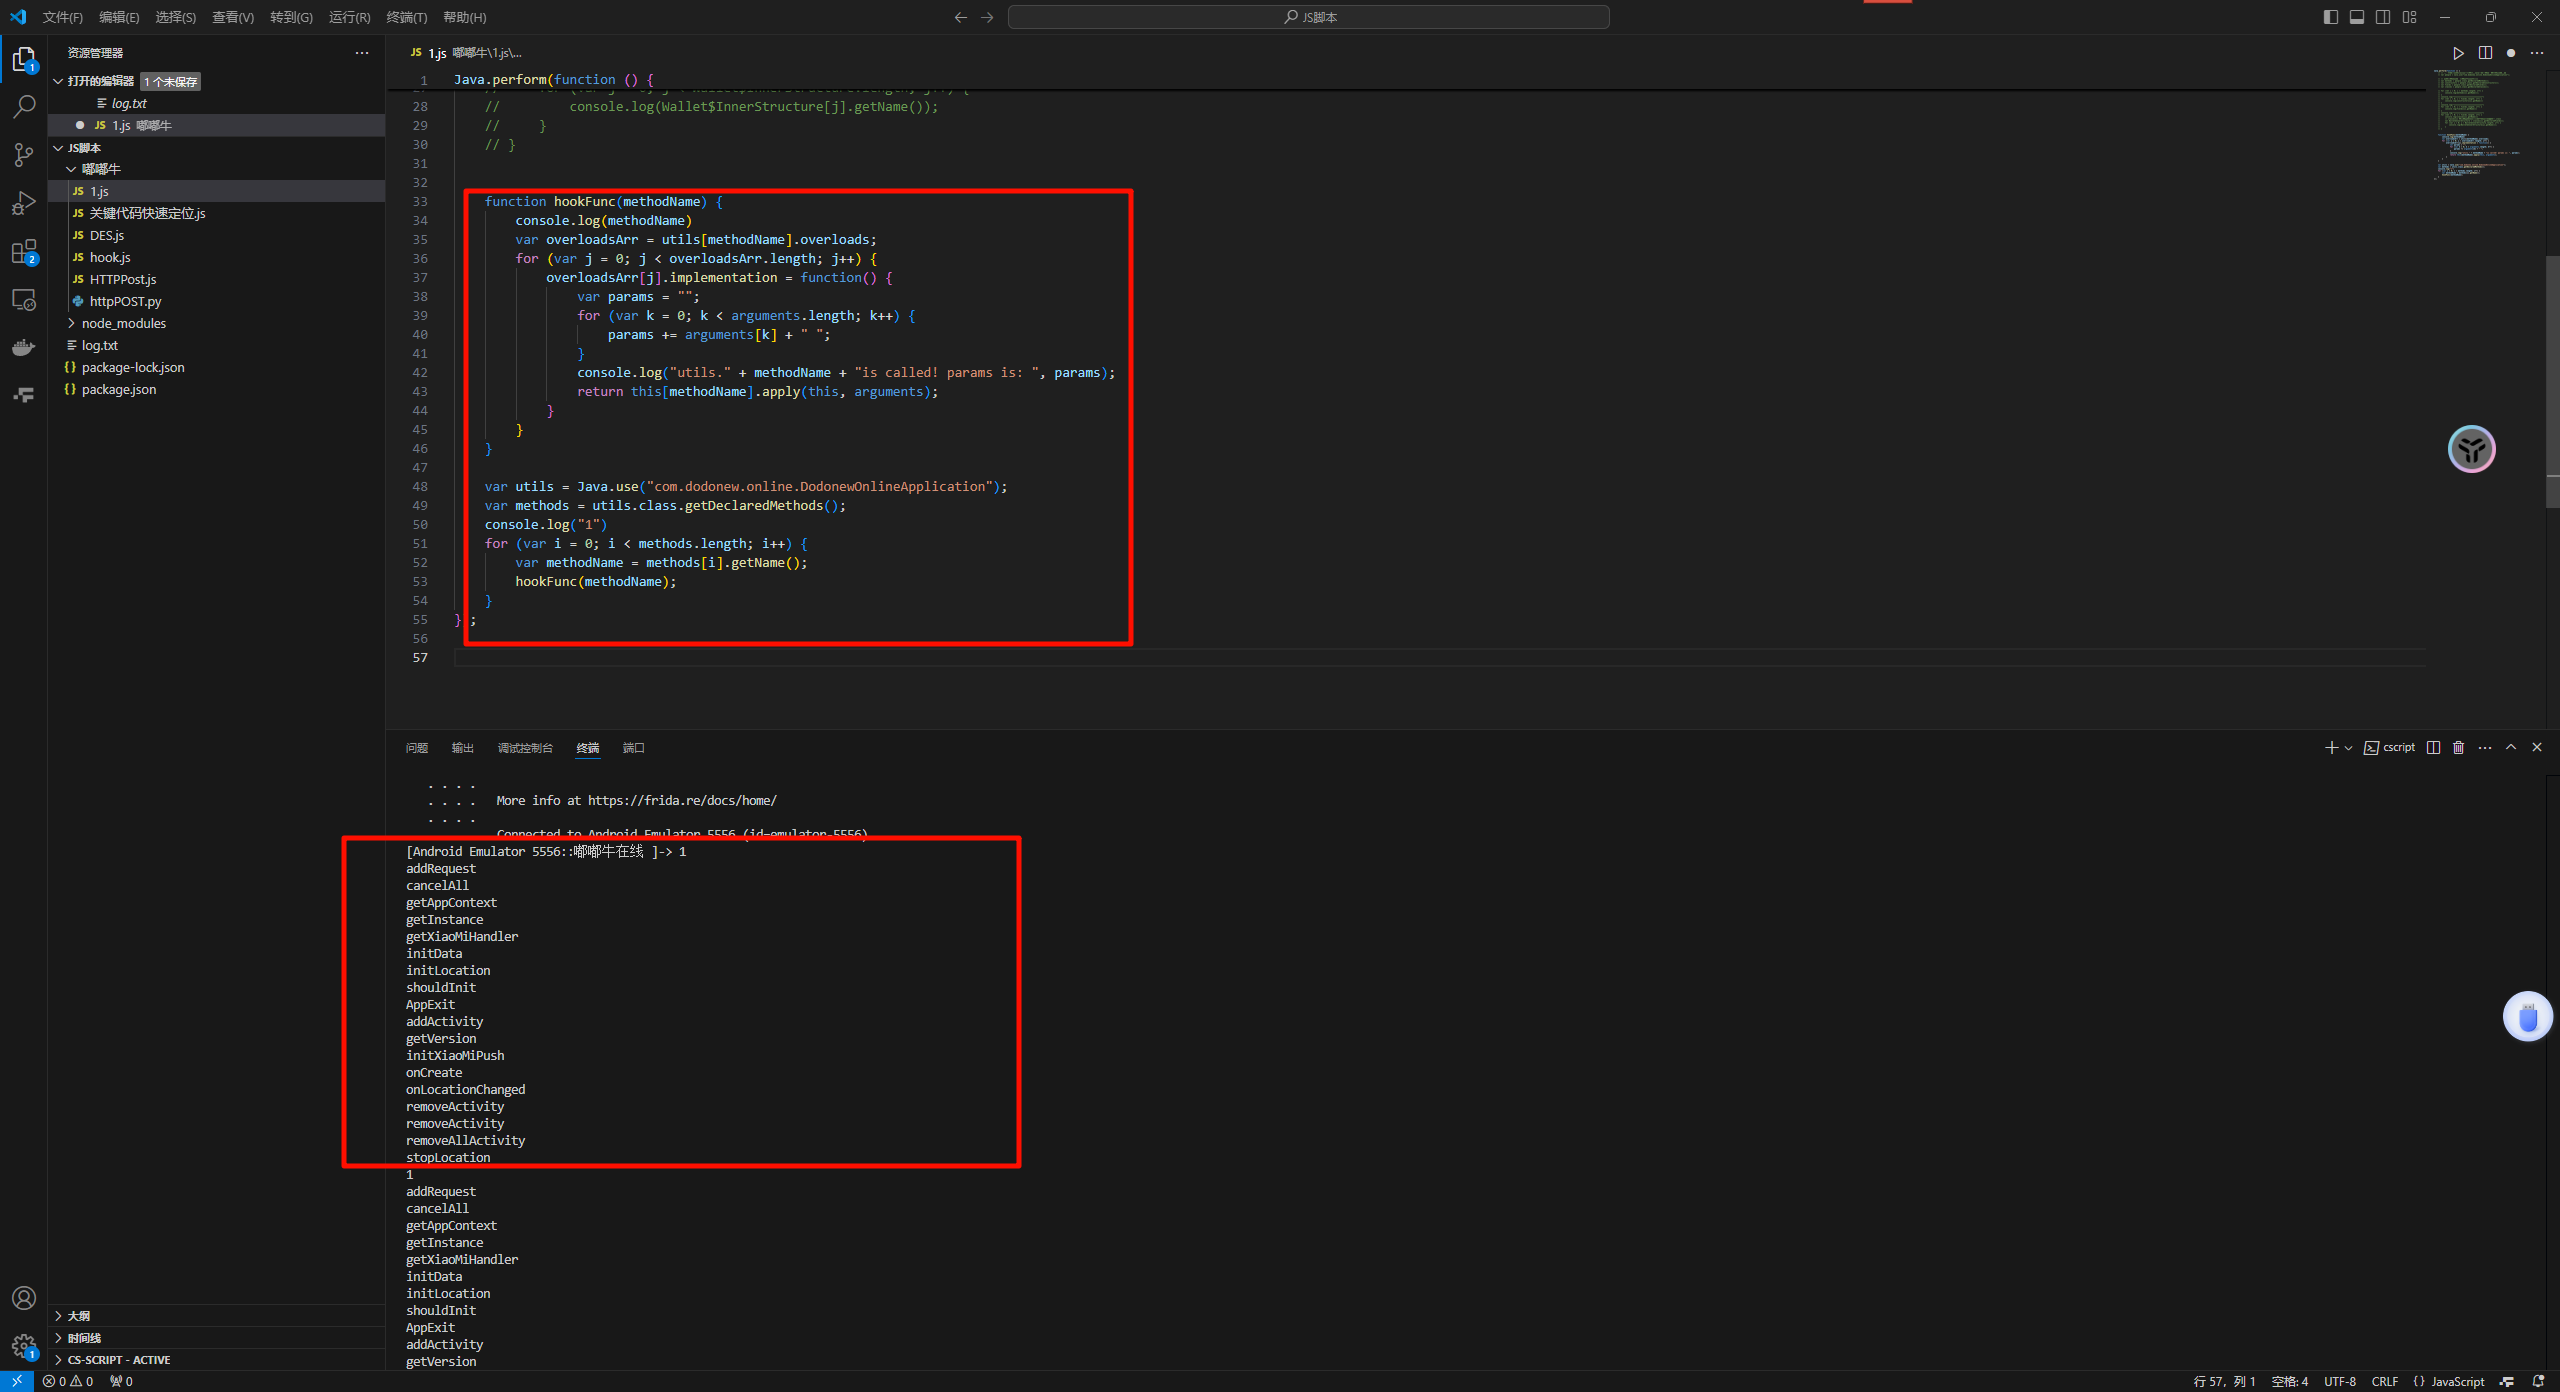 文件(F) 编辑(E) 选择(S) 查看(V) 转到(G) 运行(R) 终端(T) 帮助(H)
JS脚本
资源管理器
打开的编辑器 1 个未保存
log.txt
JS 1.js 嘟嘟牛
JS脚本
嘟嘟牛
JS 1.js
JS 关键代码快速定位.js
JS DES.js
JS hook.js
JS HTTPPost.js
httpPOST.py
node_modules
log.txt
{} package-lock.json
{} package.json
大纲
时间线
CS-SCRIPT - ACTIVE
JS 1.js 嘟嘟牛\1.js\...
1 Java.perform(function () {
28 // console.log(Wallet$InnerStructure[j].getName());
29 // }
30 // }
31
32
33 function hookFunc(methodName) {
34 console.log(methodName)
35 var overloadsArr = utils[methodName].overloads;
36 for (var j = 0; j < overloadsArr.length; j++) {
37 overloadsArr[j].implementation = function() {
38 var params = "";
39 for (var k = 0; k < arguments.length; k++) {
40 params += arguments[k] + " ";
41 }
42 console.log("utils." + methodName + "is called! params is: ", params);
43 return this[methodName].apply(this, arguments);
44 }
45 }
46 }
47
48 var utils = Java.use("com.dodonew.online.DodonewOnlineApplication");
49 var methods = utils.class.getDeclaredMethods();
50 console.log("1")
51 for (var i = 0; i < methods.length; i++) {
52 var methodName = methods[i].getName();
53 hookFunc(methodName);
54 }
55 });
56
57
问题 输出 调试控制台 终端 端口
cscript
. . . .
. . . . More info at https://frida.re/docs/home/
. . . .
Connected to Android Emulator 5556 (id=emulator-5556)
[Android Emulator 5556::嘟嘟牛在线 ]-> 1
addRequest
cancelAll
getAppContext
getInstance
getXiaoMiHandler
initData
initLocation
shouldInit
AppExit
addActivity
getVersion
initXiaoMiPush
onCreate
onLocationChanged
removeActivity
removeActivity
removeAllActivity
stopLocation
1
addRequest
cancelAll
getAppContext
getInstance
getXiaoMiHandler
initData
initLocation
shouldInit
AppExit
addActivity
getVersion
0 0 0
行 57, 列 1 空格: 4 UTF-8 CRLF {} JavaScript